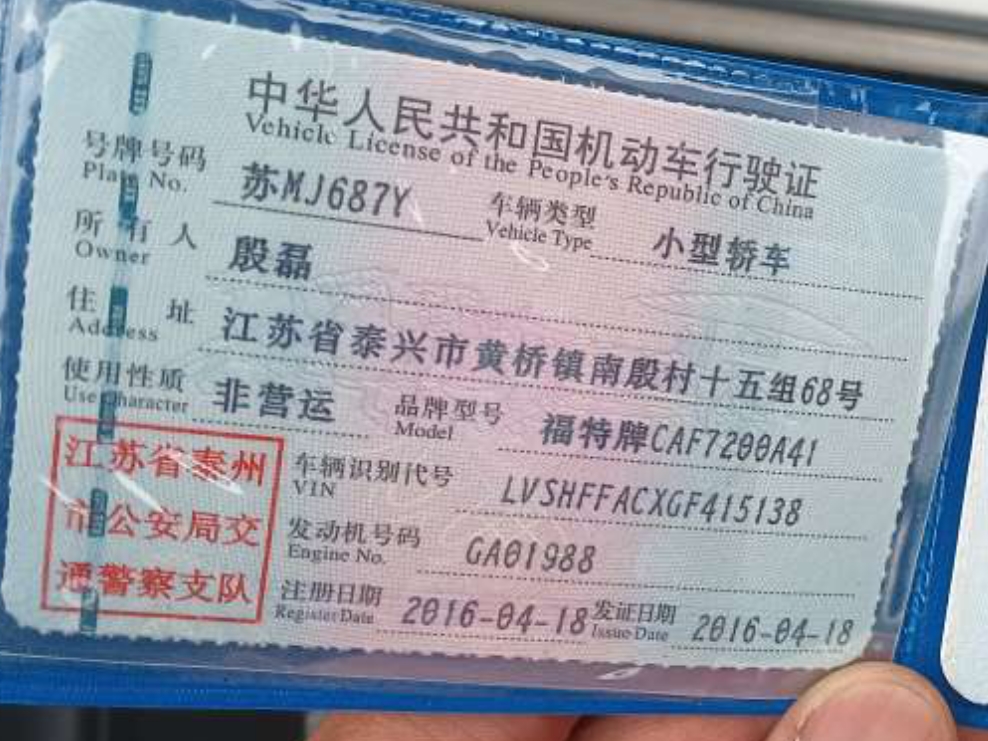 中华人民共和国机动车行驶证
Vehicle License of the People's Republic of China
号牌号码 苏MJ687Y 车辆类型 小型轿车
Plate No. Vehicle Type
所有人 殷磊
Owner
住址 江苏省泰兴市黄桥镇南殷村十五组68号
Address
使用性质 非营运 品牌型号 福特牌CAF7200A41
Use Character Model
江苏省泰州
市公安局交
通警察支队
车辆识别代号 LVSHFFACXGF415138
VIN
发动机号码 GA01988
Engine No.
注册日期 2016-04-18 发证日期 2016-04-18
Register Date Issue Date